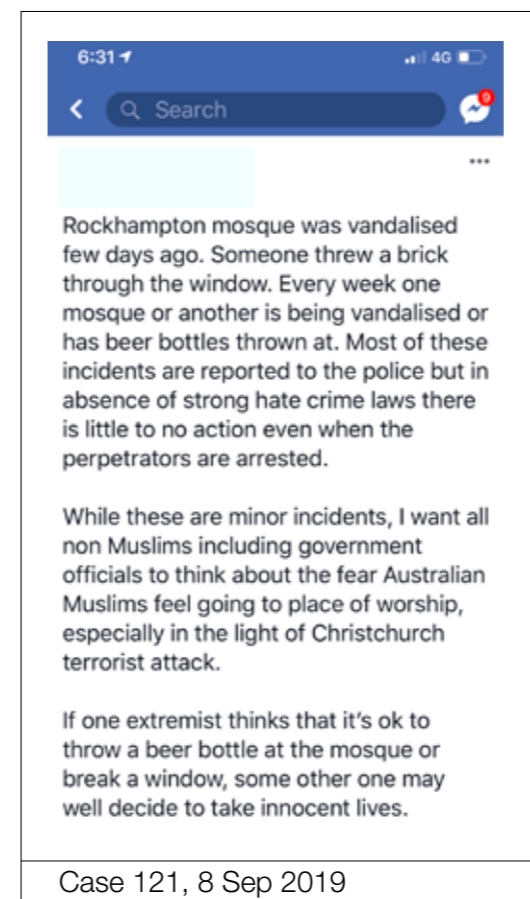 6:31 4G
Search 9
Rockhampton mosque was vandalised
few days ago. Someone threw a brick
through the window. Every week one
mosque or another is being vandalised or
has beer bottles thrown at. Most of these
incidents are reported to the police but in
absence of strong hate crime laws there
is little to no action even when the
perpetrators are arrested.
While these are minor incidents, I want all
non Muslims including government
officials to think about the fear Australian
Muslims feel going to place of worship,
especially in the light of Christchurch
terrorist attack.
If one extremist thinks that it's ok to
throw a beer bottle at the mosque or
break a window, some other one may
well decide to take innocent lives.
Case 121, 8 Sep 2019